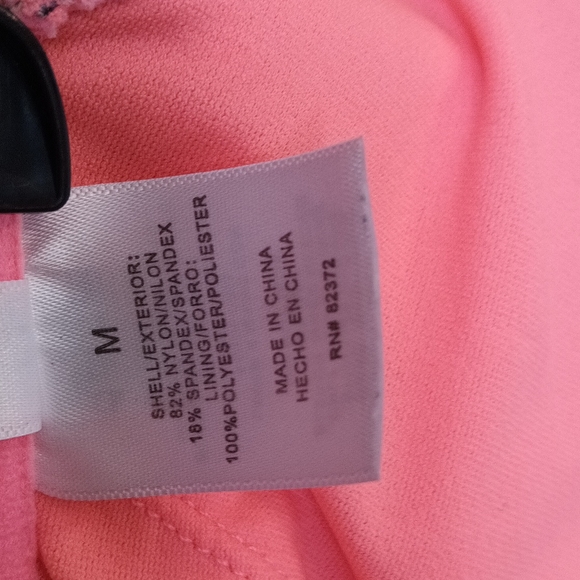 M
SHELL/EXTERIOR:
82% NYLON/NILON
18% SPANDEX/SPANDEX
LINING/FORRO:
100%POLYESTER/POLIESTER
MADE IN CHINA
HECHO EN CHINA
RN# 82372